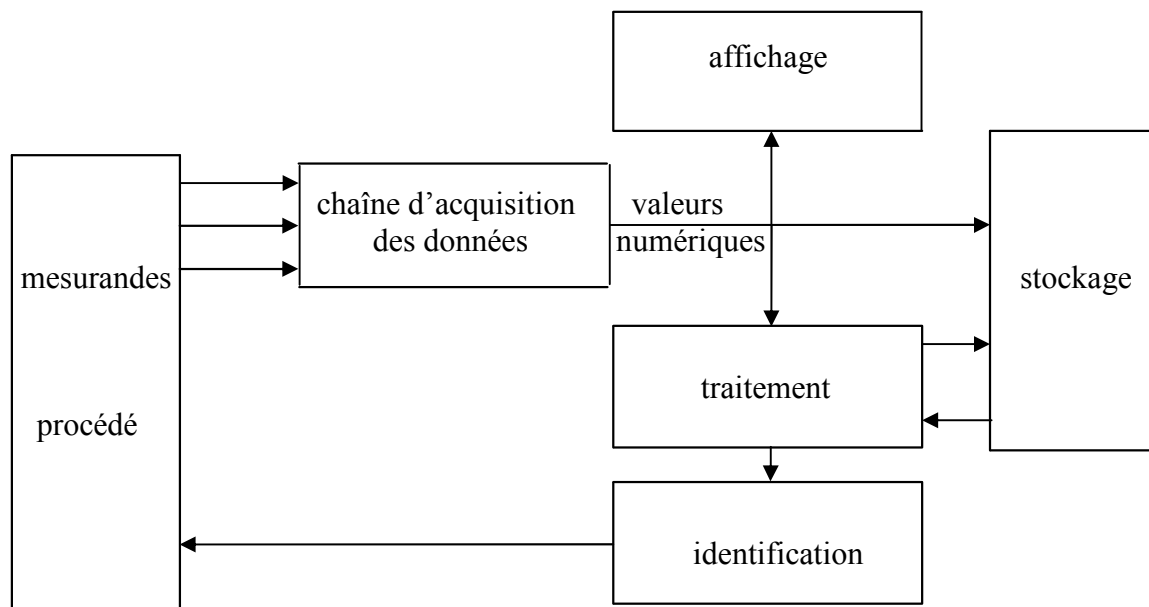 affichage
chaîne d’acquisition
des données
valeurs
numériques
mesurandes
procédé
stockage
traitement
identification